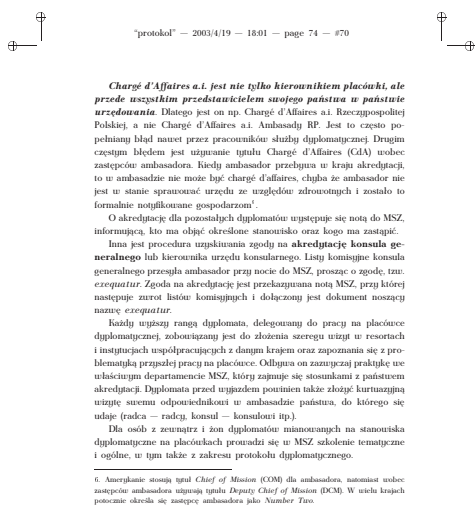 “protokol” — 2003/4/19 — 18:01 — page 74 — #70
Chargé d’Affaires a.i. jest nie tylko kierownikiem placówki, ale
przede wszystkim przedstawicielem swojego państwa w państwie
urzędowania. Dlatego jest on np. Chargé d’Affaires a.i. Rzeczypospolitej
Polskiej, a nie Chargé d’Affaires a.i. Ambasady RP. Jest to często po-
pełniany błąd nawet przez pracowników służby dyplomatycznej. Drugim
częstym błędem jest używanie tytułu Chargé d’Affaires (CdA) wobec
zastępców ambasadora. Kiedy ambasador przebywa w kraju akredytacji,
to w ambasadzie nie może być chargé d’affaires, chyba że ambasador nie
jest w stanie sprawować urzędu ze względów zdrowotnych i zostało to
formalnie notyfikowane gospodarzom⁶.
O akredytację dla pozostałych dyplomatów występuje się notą do MSZ,
informującą, kto ma objąć określone stanowisko oraz kogo ma zastąpić.
Inna jest procedura uzyskiwania zgody na akredytację konsula ge-
neralnego lub kierownika urzędu konsularnego. Listy komisyjne konsula
generalnego przesyła ambasador przy nocie do MSZ, prosząc o zgodę, tzw.
exequatur. Zgoda na akredytację jest przekazywana notą MSZ, przy której
następuje zwrot listów komisyjnych i dołączony jest dokument noszący
nazwę exequatur.
Każdy wyższy rangą dyplomata, delegowany do pracy na placówce
dyplomatycznej, zobowiązany jest do złożenia szeregu wizyt w resortach
i instytucjach współpracujących z danym krajem oraz zapoznania się z pro-
blematyką przyszłej pracy na placówce. Odbywa on zazwyczaj praktykę we
właściwym departamencie MSZ, który zajmuje się stosunkami z państwem
akredytacji. Dyplomata przed wyjazdem powinien także złożyć kurtuazyjną
wizytę swemu odpowiednikowi w ambasadzie państwa, do którego się
udaje (radca — radcy, konsul — konsulowi itp.).
Dla osób z zewnątrz i żon dyplomatów mianowanych na stanowiska
dyplomatyczne na placówkach prowadzi się w MSZ szkolenie tematyczne
i ogólne, w tym także z zakresu protokołu dyplomatycznego.
6. Amerykanie stosują tytuł Chief of Mission (COM) dla ambasadora, natomiast wobec
zastępców ambasadora używają tytułu Deputy Chief of Mission (DCM). W wielu krajach
potocznie określa się zastępcę ambasadora jako Number Two.